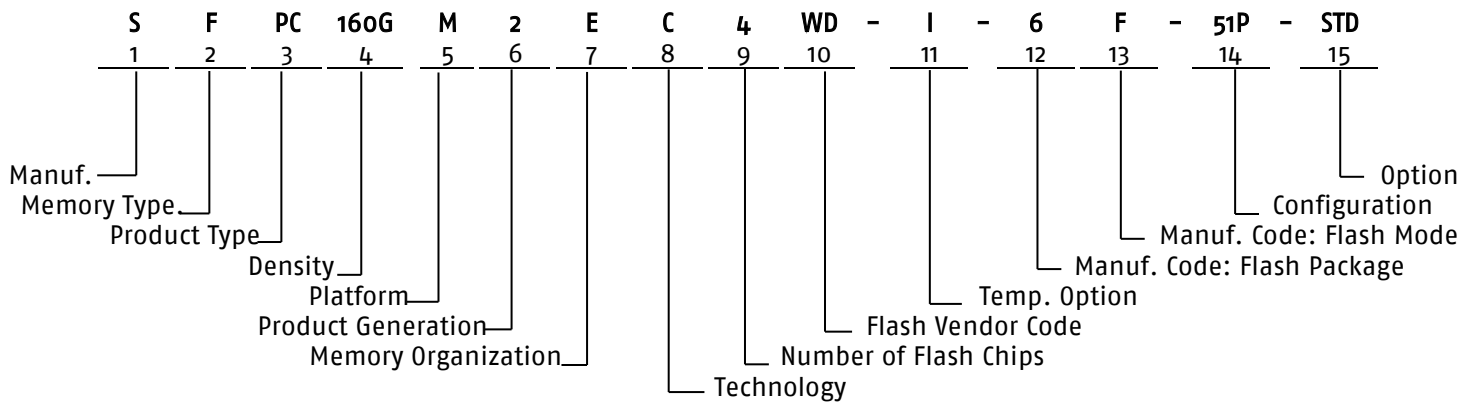 S F PC 160G M 2 E C 4 WD - I - 6 F - 51P - STD
1 2 3 4 5 6 7 8 9 10 11 12 13 14 15
Manuf. Option
Memory Type. Configuration
Product Type Manuf. Code: Flash Mode
Density Manuf. Code: Flash Package
Platform Temp. Option
Product Generation Flash Vendor Code
Memory Organization Number of Flash Chips
Technology